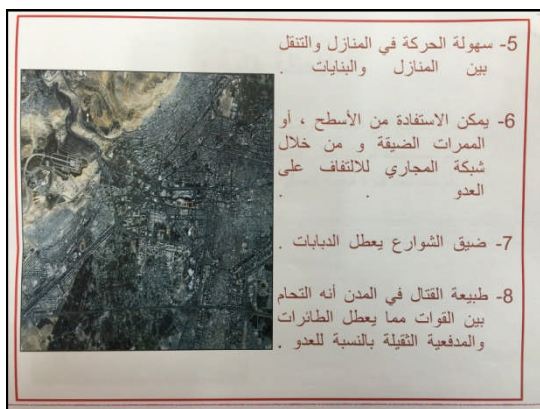 5- سهولة الحركة في المنازل والتنقل
بين المنازل والبنايات .
6- يمكن الاستفادة من الأسطح ، أو
الممرات الضيقة و من خلال
شبكة المجاري للالتفاف على
العدو . .
7- ضيق الشوارع يعطل الدبابات .
8- طبيعة القتال في المدن أنه التحام
بين القوات مما يعطل الطائرات
والمدفعية الثقيلة بالنسبة للعدو .